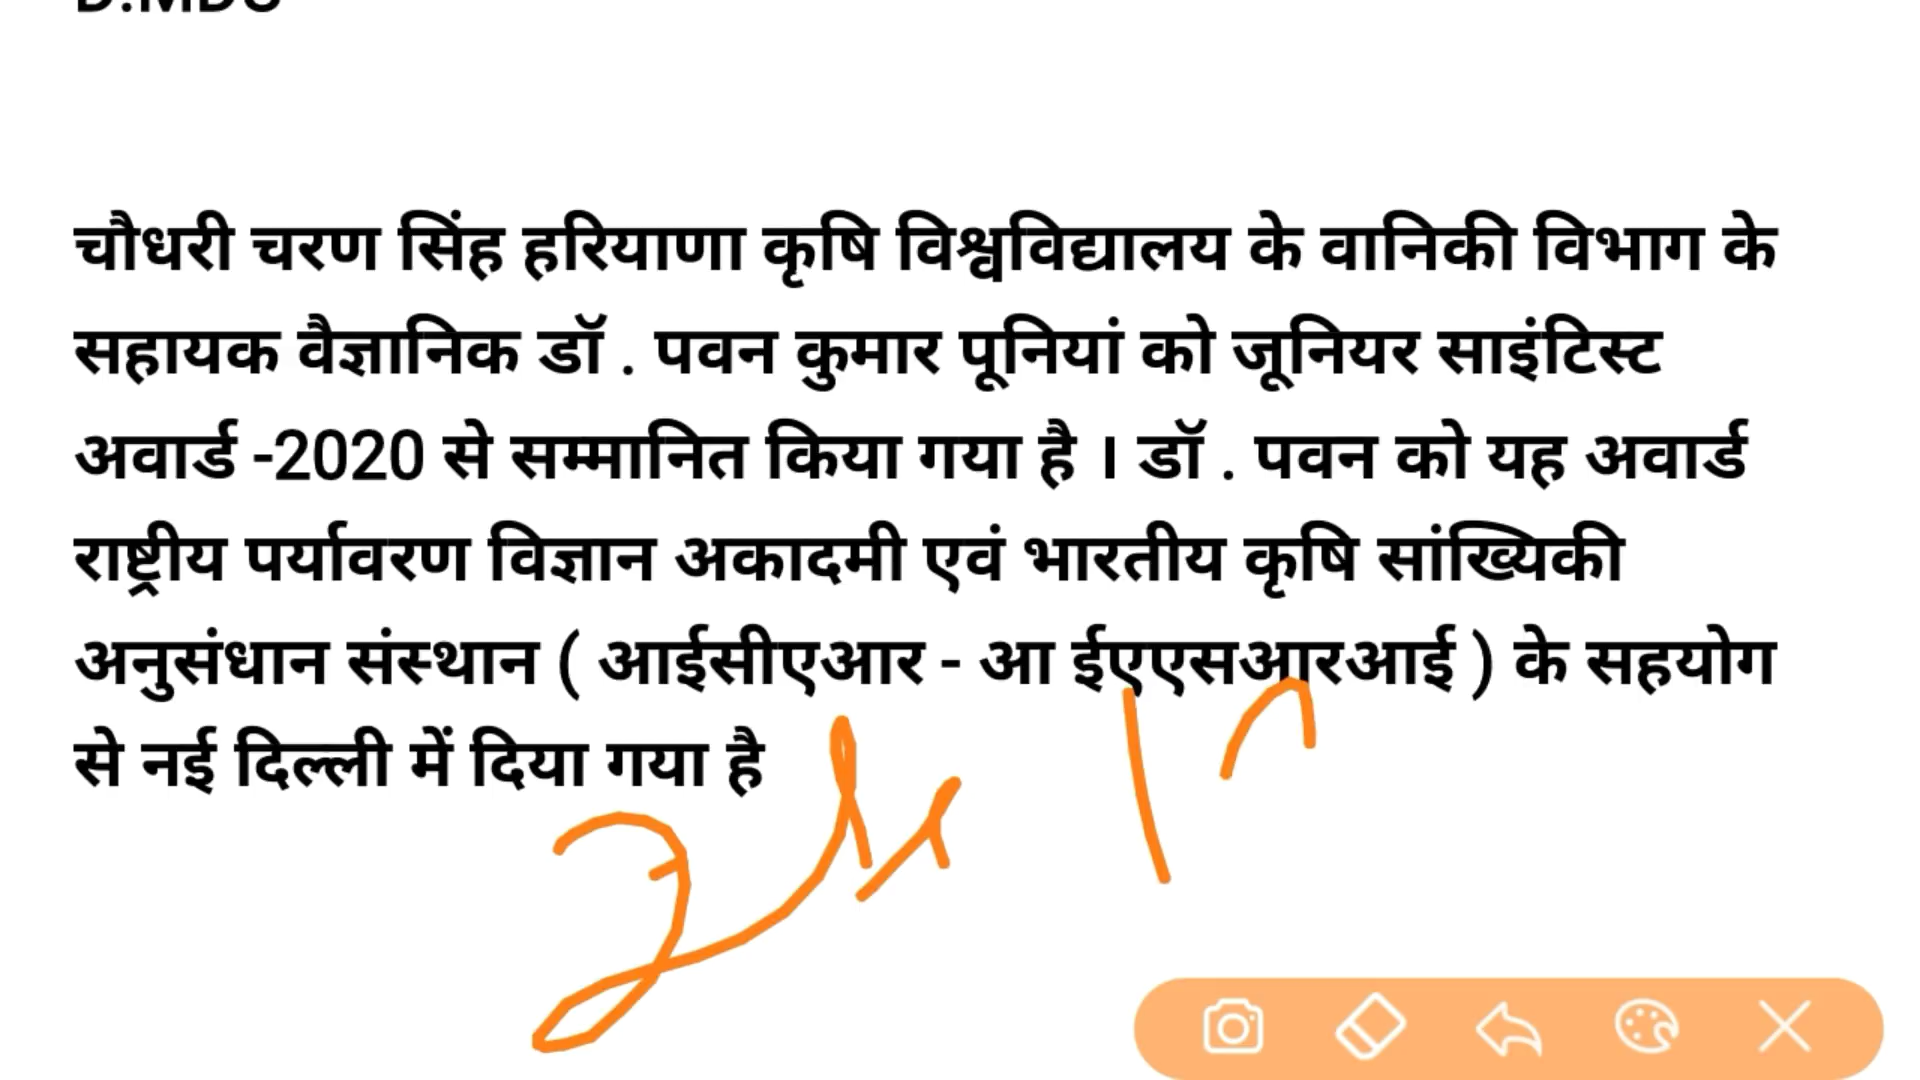 D.MDU
चौधरी चरण सिंह हरियाणा कृषि विश्वविद्यालय के वानिकी विभाग के
सहायक वैज्ञानिक डॉ . पवन कुमार पूनियां को जूनियर साइंटिस्ट
अवार्ड -2020 से सम्मानित किया गया है । डॉ . पवन को यह अवार्ड
राष्ट्रीय पर्यावरण विज्ञान अकादमी एवं भारतीय कृषि सांख्यिकी
अनुसंधान संस्थान ( आईसीएआर - आ ईएएसआरआई ) के सहयोग
से नई दिल्ली में दिया गया है